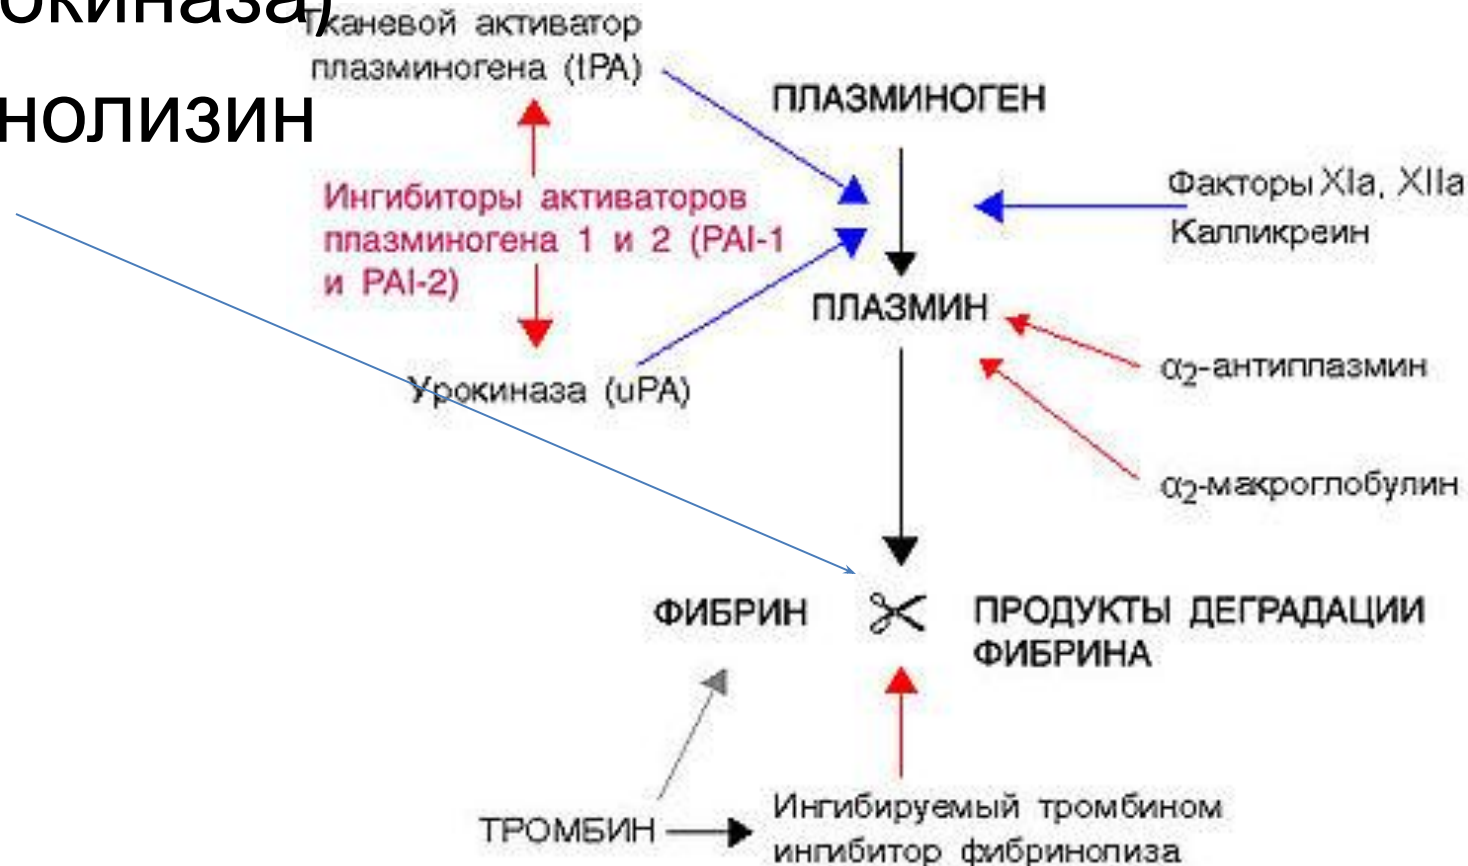 окиназа)
нолизин
Тканевой активатор
плазминогена (tPA)
ПЛАЗМИНОГЕН
Факторы XIa, XIIa
Калликреин
Ингибиторы активаторов
плазминогена 1 и 2 (PAI-1
и PAI-2)
ПЛАЗМИН
α2-антиплазмин
Урокиназа (uPA)
α2-макроглобулин
ФИБРИН
ПРОДУКТЫ ДЕГРАДАЦИИ
ФИБРИНА
ТРОМБИН
Ингибируемый тромбином
ингибитор фибринолиза